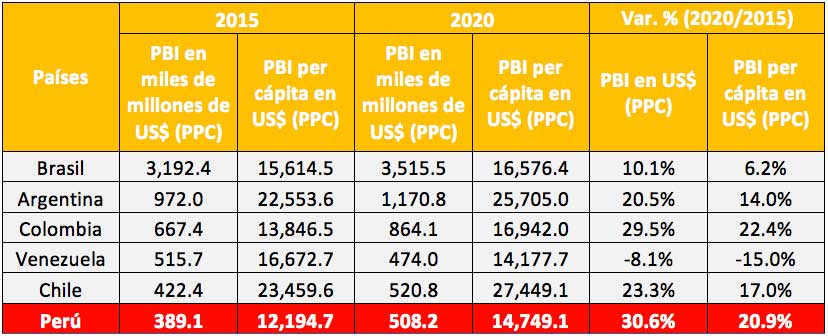 Países 2015 2020 Var. % (2020/2015)
PBI en miles de millones de US$ (PPC) PBI per cápita en US$ (PPC) PBI en miles de millones de US$ (PPC) PBI per cápita en US$ (PPC) PBI en US$ (PPC) PBI per cápita en US$ (PPC)
Brasil 3,192.4 15,614.5 3,515.5 16,576.4 10.1% 6.2%
Argentina 972.0 22,553.6 1,170.8 25,705.0 20.5% 14.0%
Colombia 667.4 13,846.5 864.1 16,942.0 29.5% 22.4%
Venezuela 515.7 16,672.7 474.0 14,177.7 -8.1% -15.0%
Chile 422.4 23,459.6 520.8 27,449.1 23.3% 17.0%
Perú 389.1 12,194.7 508.2 14,749.1 30.6% 20.9%